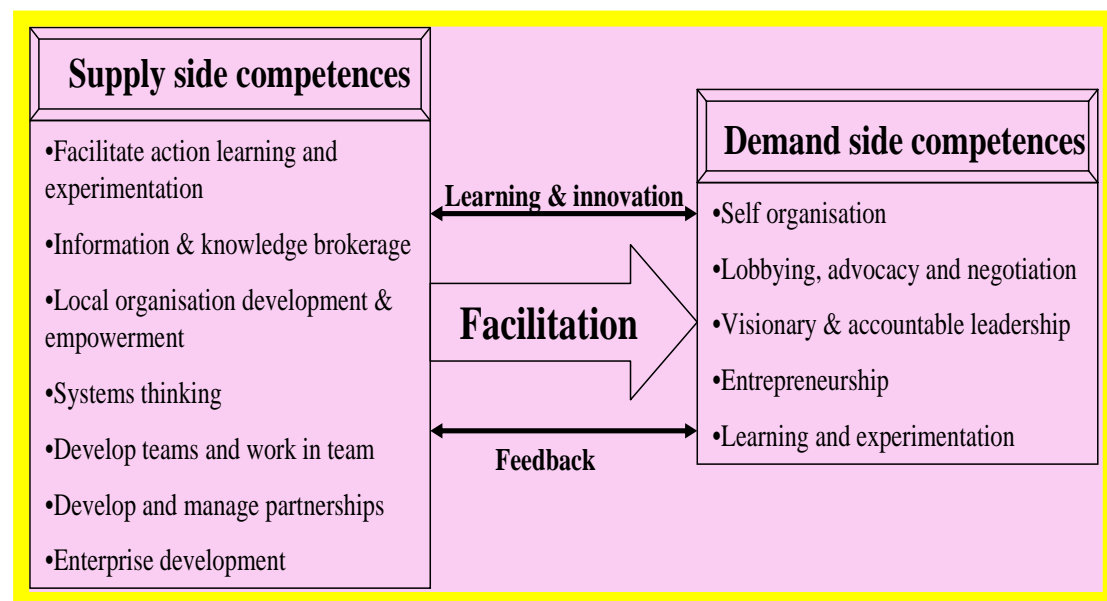 Supply side competences
•Facilitate action learning and
experimentation
•Information & knowledge brokerage
•Local organisation development &
empowerment
•Systems thinking
•Develop teams and work in team
•Develop and manage partnerships
•Enterprise development
Learning & innovation
Facilitation
Feedback
Demand side competences
•Self organisation
•Lobbying, advocacy and negotiation
•Visionary & accountable leadership
•Entrepreneurship
•Learning and experimentation